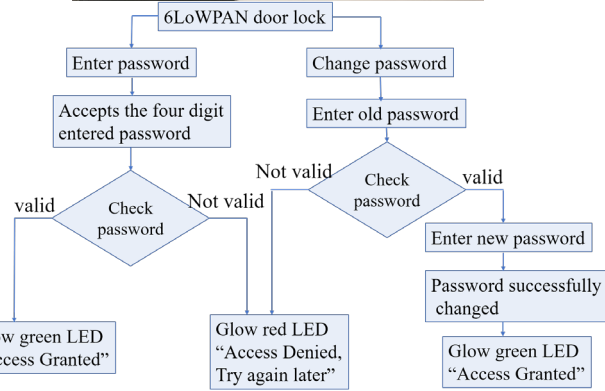 6LoWPAN door lock
Enter password
Change password
Accepts the four digit
entered password
Enter old password
Check
password
valid
Not valid
Check
password
Not valid
valid
Enter new password
Password successfully
changed
green LED
Granted”
Glow red LED
“Access Denied,
Try again later”
Glow green LED
“Access Granted”